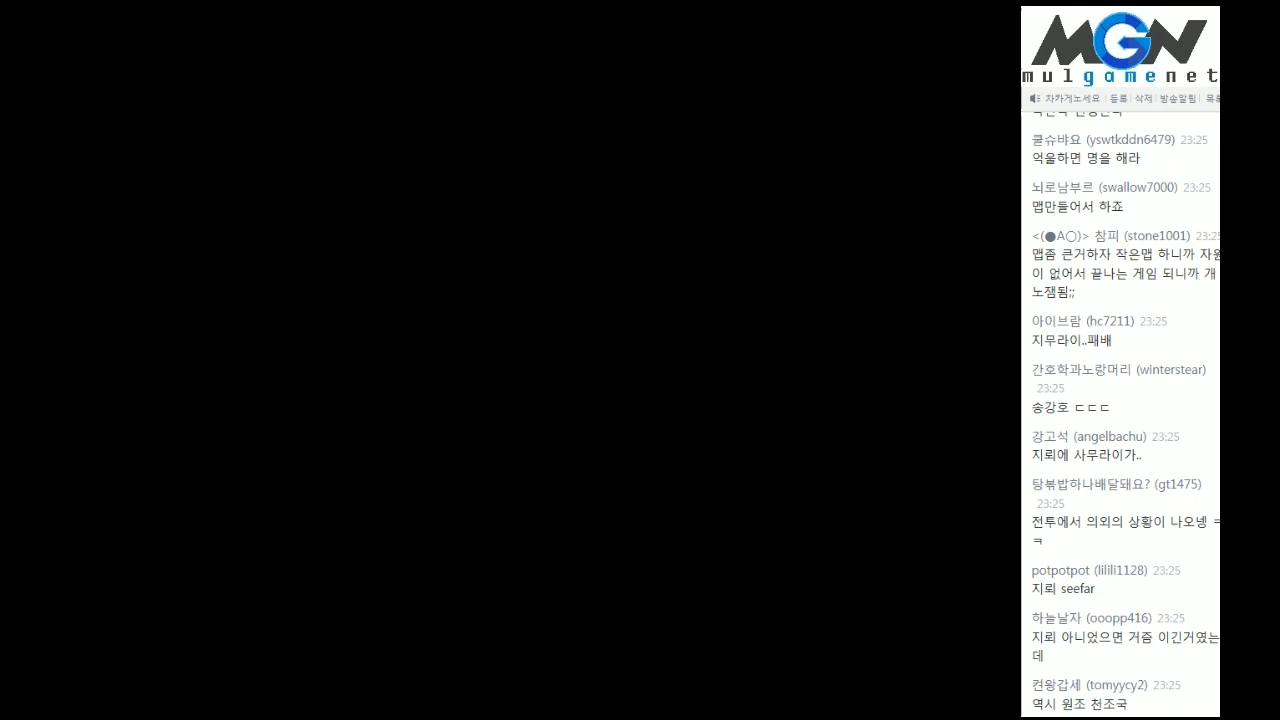 MGN
mulgamenet
차카게노세요 등록 삭제 방송알림
쿨슈뱌요 (yswtkddn6479) 23:25
억울하면 명을 해라
뇌로남부르 (swallow7000) 23:25
맵만들어서 하죠
<(●A○)> 참피 (stone1001) 23:25
맵좀 큰거하자 작은맵 하니까 자원
이 없어서 끝나는 게임 되니까 개
노잼됨;;
아이브람 (hc7211) 23:25
지무라이..패배
간호학과노랑머리 (winterstear)
23:25
송강호 ㄷㄷㄷ
강고석 (angelbachu) 23:25
지뢰에 사무라이가..
탕볶밥하나배달돼요? (gt1475)
23:25
전투에서 의외의 상황이 나오넹 ㅋ
ㅋ
potpotpot (lilili1128) 23:25
지뢰 seefar
하늘날자 (ooopp416) 23:25
지뢰 아니었으면 거즘 이긴거였는
데
켠왕갑세 (tomyycy2) 23:25
역시 원조 천조국